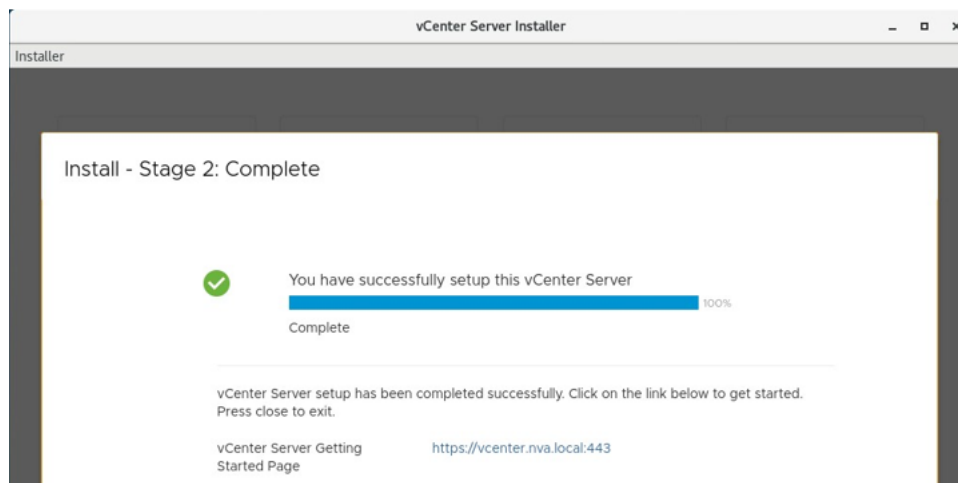 vCenter Server Installer
Installer
Install - Stage 2: Complete
You have successfully setup this vCenter Server
100%
Complete
vCenter Server setup has been completed successfully. Click on the link below to get started.
Press close to exit.
vCenter Server Getting https://vcenter.nva.local:443
Started Page